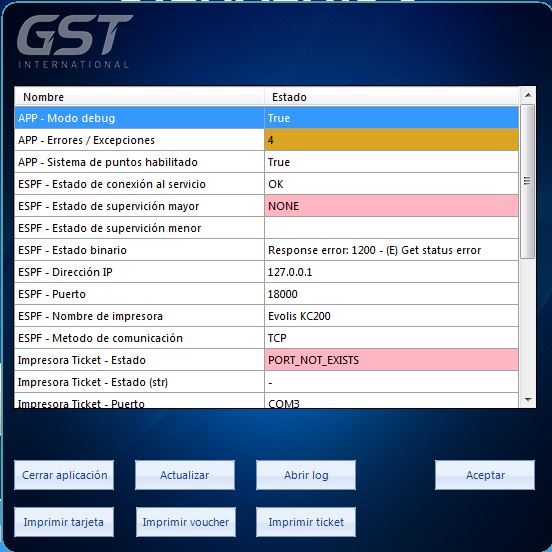 GST
INTERNATIONAL
Nombre Estado
APP - Modo debug True
APP - Errores / Excepciones 4
APP - Sistema de puntos habilitado True
ESPF - Estado de conexión al servicio OK
ESPF - Estado de supervición mayor NONE
ESPF - Estado de supervición menor
ESPF - Estado binario Response error: 1200 - (E) Get status error
ESPF - Dirección IP 127.0.0.1
ESPF - Puerto 18000
ESPF - Nombre de impresora Evolis KC200
ESPF - Metodo de comunicación TCP
Impresora Ticket - Estado PORT_NOT_EXISTS
Impresora Ticket - Estado (str) -
Impresora Ticket - Puerto COM3
Cerrar aplicación Actualizar Abrir log Aceptar
Imprimir tarjeta Imprimir voucher Imprimir ticket